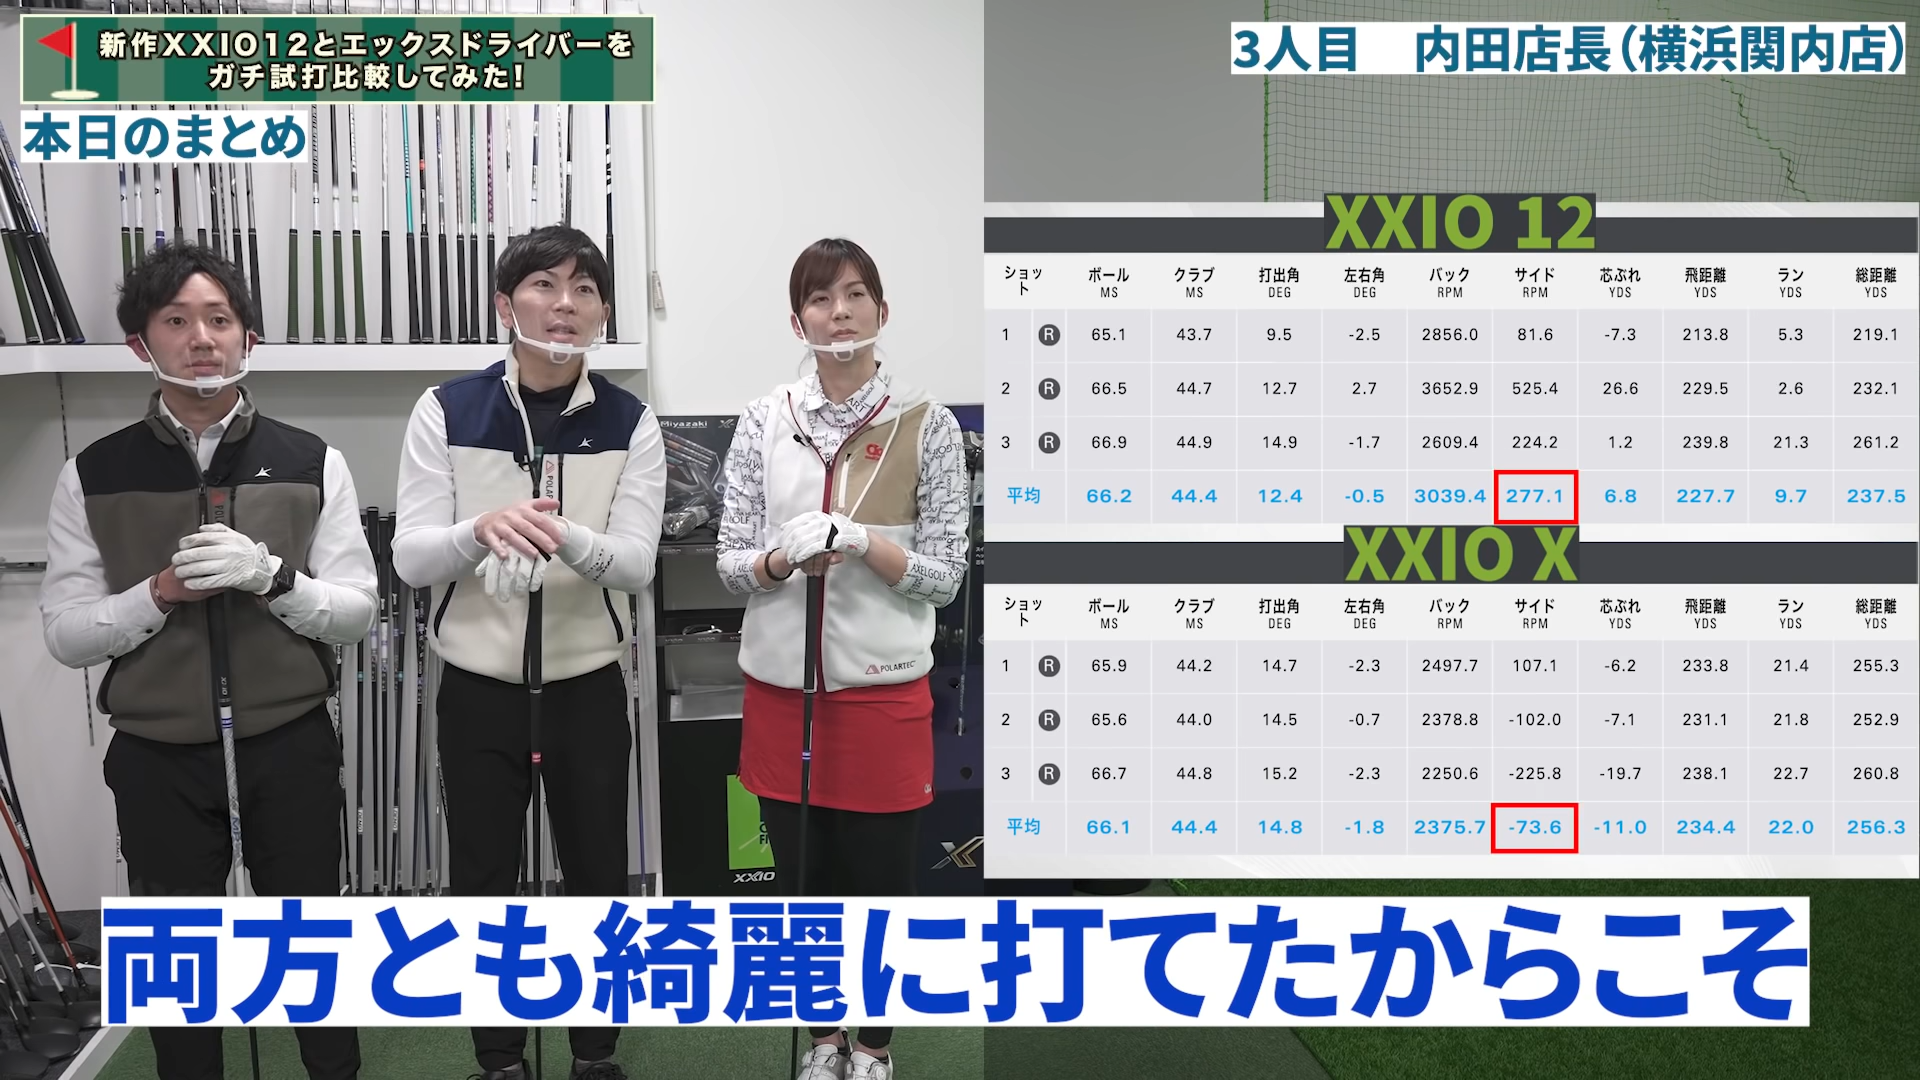 新作XXIO12とエックスドライバーを
ガチ試打比較してみた!
本日のまとめ
3人目　内田店長(横浜関内店)
XXIO 12
ショット ボール MS クラブ MS 打出角 DEG 左右角 DEG バック RPM サイド RPM 芯ぶれ YDS 飛距離 YDS ラン YDS 総距離 YDS
1 R 65.1 43.7 9.5 -2.5 2856.0 81.6 -7.3 213.8 5.3 219.1
2 R 66.5 44.7 12.7 2.7 3652.9 525.4 26.6 229.5 2.6 232.1
3 R 66.9 44.9 14.9 -1.7 2609.4 224.2 1.2 239.8 21.3 261.2
平均 66.2 44.4 12.4 -0.5 3039.4 277.1 6.8 227.7 9.7 237.5
XXIO X
ショット ボール MS クラブ MS 打出角 DEG 左右角 DEG バック RPM サイド RPM 芯ぶれ YDS 飛距離 YDS ラン YDS 総距離 YDS
1 R 65.9 44.2 14.7 -2.3 2497.7 107.1 -6.2 233.8 21.4 255.3
2 R 65.6 44.0 14.5 -0.7 2378.8 -102.0 -7.1 231.1 21.8 252.9
3 R 66.7 44.8 15.2 -2.3 2250.6 -225.8 -19.7 238.1 22.7 260.8
平均 66.1 44.4 14.8 -1.8 2375.7 -73.6 -11.0 234.4 22.0 256.3
Miyazaki
POLARTEC
AXELGOLF
XXIO
両方とも綺麗に打てたからこそ